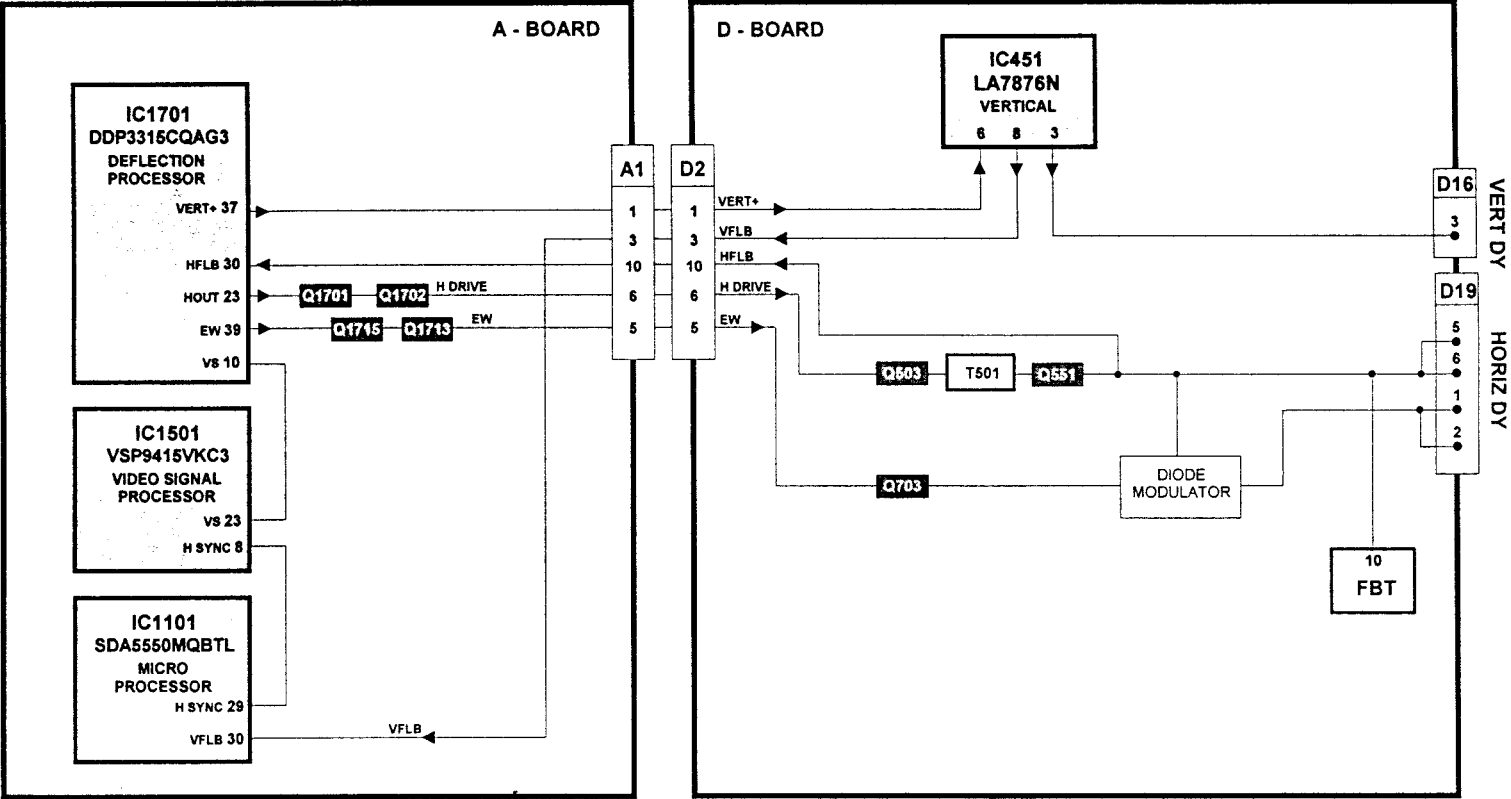 A - BOARD
IC1701
DDP3315CQAG3
DEFLECTION
PROCESSOR
VERT+ 37
HFLB 30
HOUT 23
EW 39
VS 10
Q1701
Q1702
H DRIVE
Q1715
Q1713
EW
IC1501
VSP9415VKC3
VIDEO SIGNAL
PROCESSOR
VS 23
H SYNC 8
IC1101
SDA5550MQBTL
MICRO
PROCESSOR
H SYNC 29
VFLB 30
VFLB
A1
1
3
10
6
5
D2
1
3
10
6
5
D - BOARD
VERT+
VFLB
HFLB
H DRIVE
EW
IC451
LA7876N
VERTICAL
6 8 3
Q503
T501
Q551
Q703
DIODE
MODULATOR
10
FBT
D16
3
VERT DY
D19
5
6
1
2
HORIZ DY